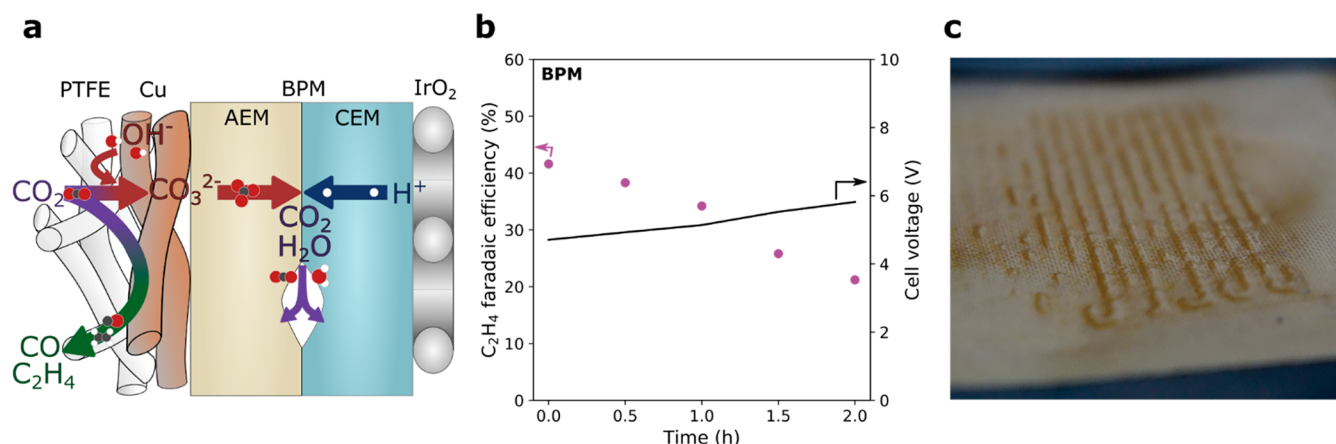 a
PTFE
Cu
BPM
IrO₂
AEM
CEM
OH⁻
CO₂
CO₃²⁻
H⁺
CO₂
H₂O
CO
C₂H₄
b
BPM
C₂H₄ faradaic efficiency (%)
60
50
40
30
20
10
0
Cell voltage (V)
10
8
6
4
2
0
0.0 0.5 1.0 1.5 2.0
Time (h)
c